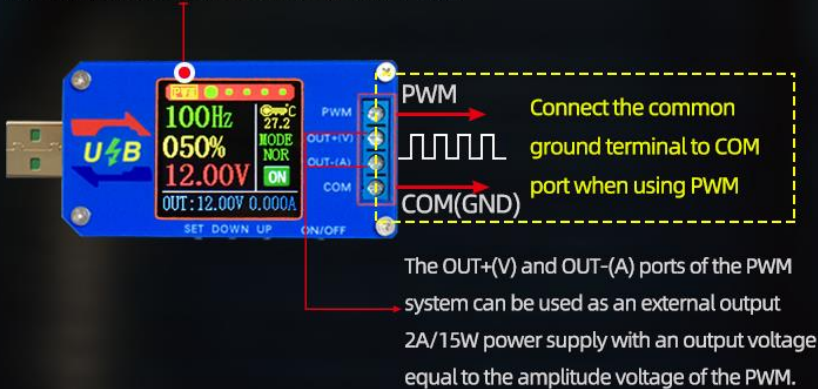 PWM
100Hz
°C
27.2
050%
MODE
NOR
12.00V
ON
OUT:12.00V 0.000A
USB
PWM
OUT+(V)
OUT-(A)
COM
SET DOWN UP ON/OFF
PWM
COM(GND)
Connect the common
ground terminal to COM
port when using PWM
The OUT+(V) and OUT-(A) ports of the PWM
system can be used as an external output
2A/15W power supply with an output voltage
equal to the amplitude voltage of the PWM.